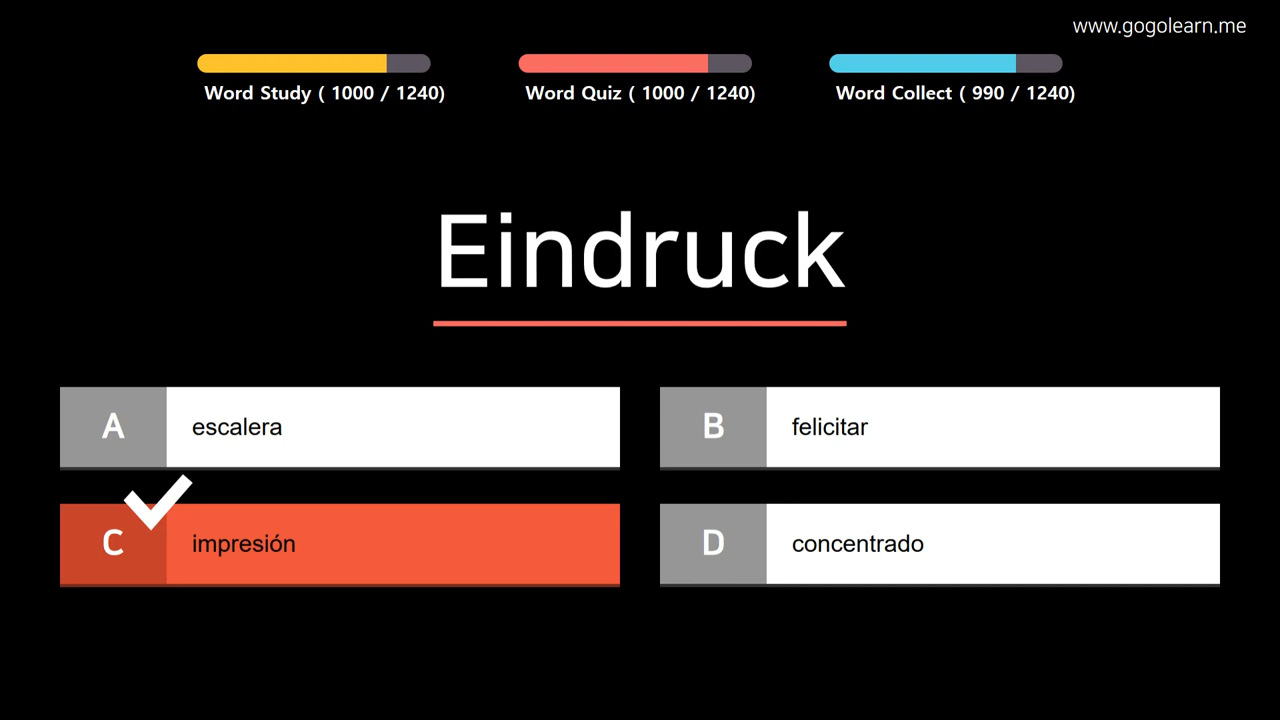 www.gogolearn.me
Word Study ( 1000 / 1240)
Word Quiz ( 1000 / 1240)
Word Collect ( 990 / 1240)
Eindruck
A escalera
B felicitar
C impresión
D concentrado